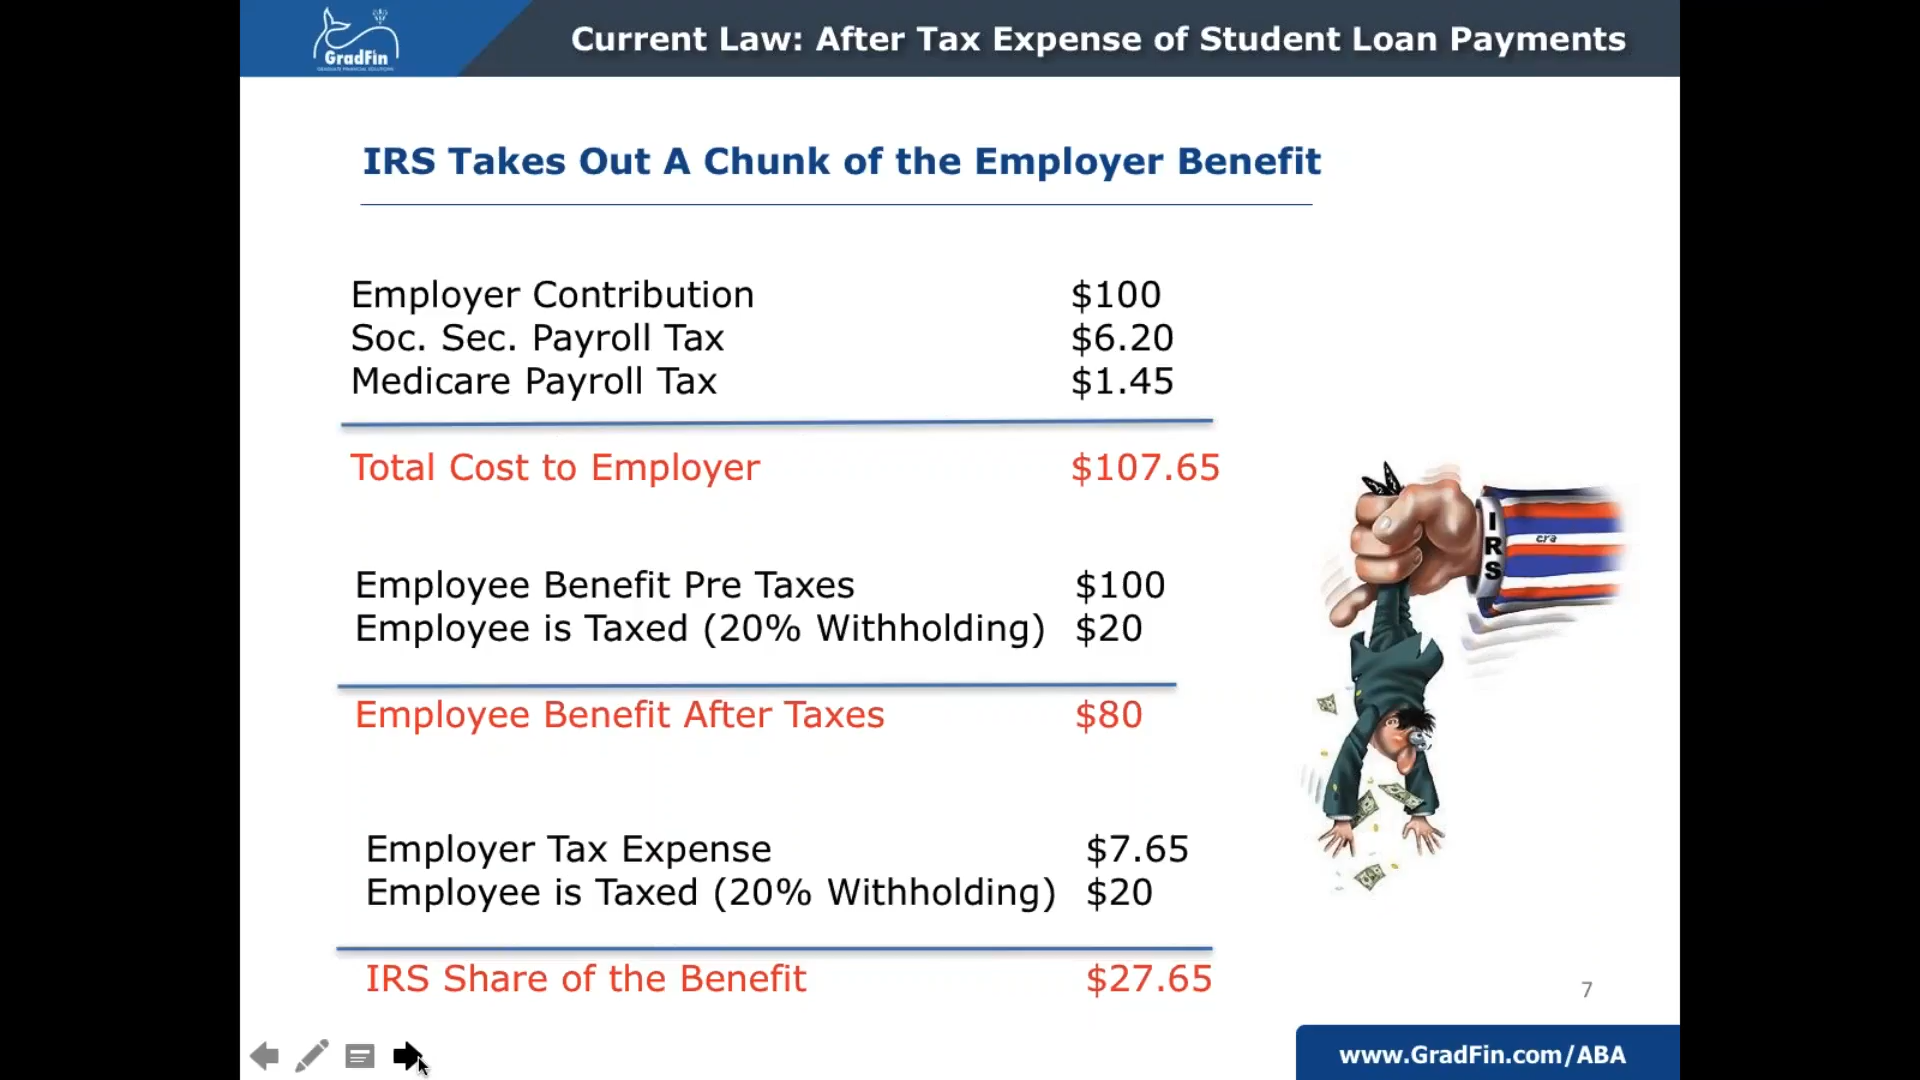 GradFin
GRADUATE FINANCIAL SOLUTIONS
Current Law: After Tax Expense of Student Loan Payments
IRS Takes Out A Chunk of the Employer Benefit
Employer Contribution $100
Soc. Sec. Payroll Tax $6.20
Medicare Payroll Tax $1.45
Total Cost to Employer $107.65
Employee Benefit Pre Taxes $100
Employee is Taxed (20% Withholding) $20
Employee Benefit After Taxes $80
IRS
cra
Employer Tax Expense $7.65
Employee is Taxed (20% Withholding) $20
IRS Share of the Benefit $27.65
7
www.GradFin.com/ABA